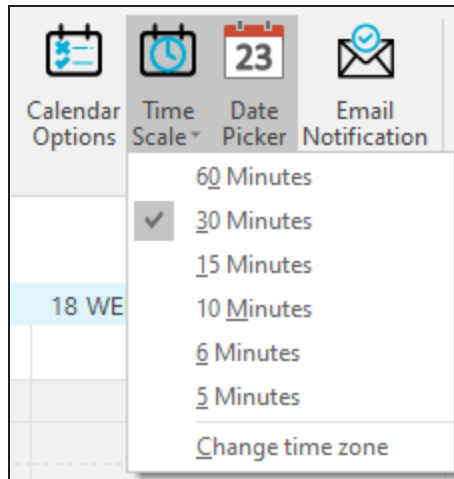 23
Calendar Time Date Email
Options Scale Picker Notification
60 Minutes
30 Minutes
15 Minutes
18 WE
10 Minutes
6 Minutes
5 Minutes
Change time zone